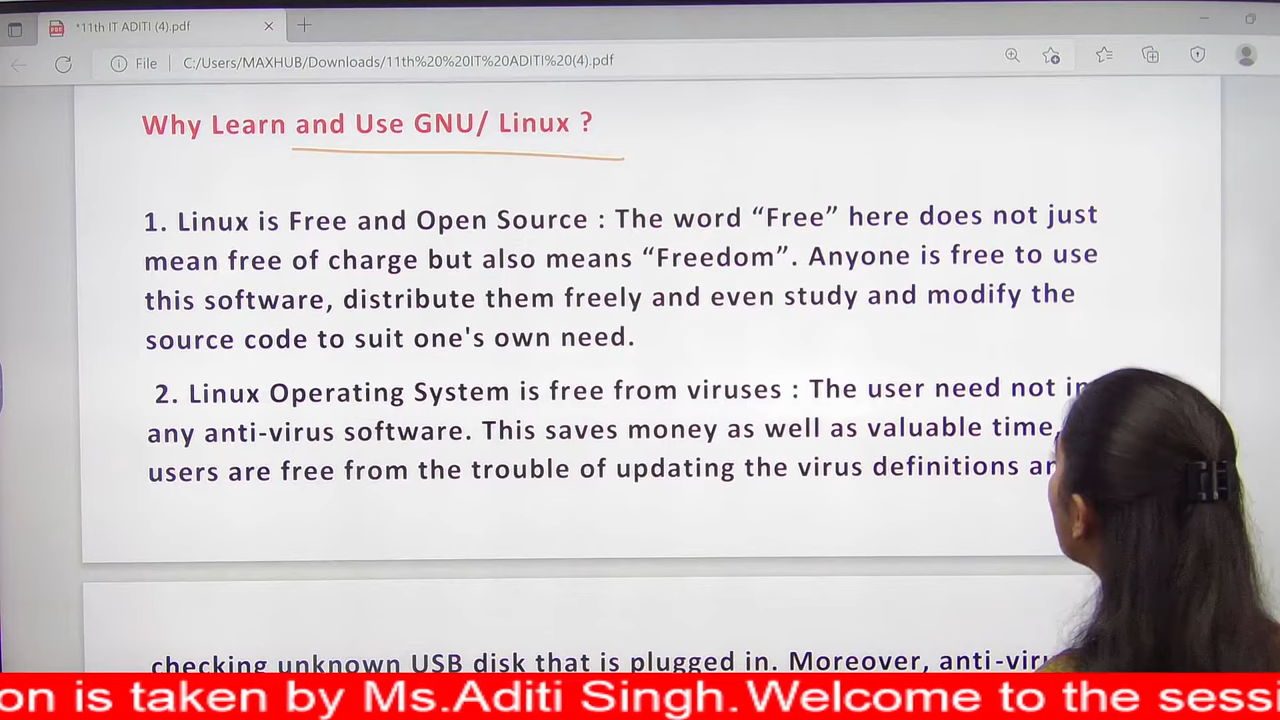 *11th IT ADITI (4).pdf
File
C:/Users/MAXHUB/Downloads/11th%20%20IT%20ADITI%20(4).pdf
Why Learn and Use GNU/ Linux ?
1. Linux is Free and Open Source : The word “Free” here does not just
mean free of charge but also means “Freedom”. Anyone is free to use
this software, distribute them freely and even study and modify the
source code to suit one's own need.
2. Linux Operating System is free from viruses : The user need not
any anti-virus software. This saves money as well as valuable time,
users are free from the trouble of updating the virus definitions
checking unknown USB disk that is plugged in. Moreover,
on is taken by Ms.Aditi Singh.Welcome to the sessi